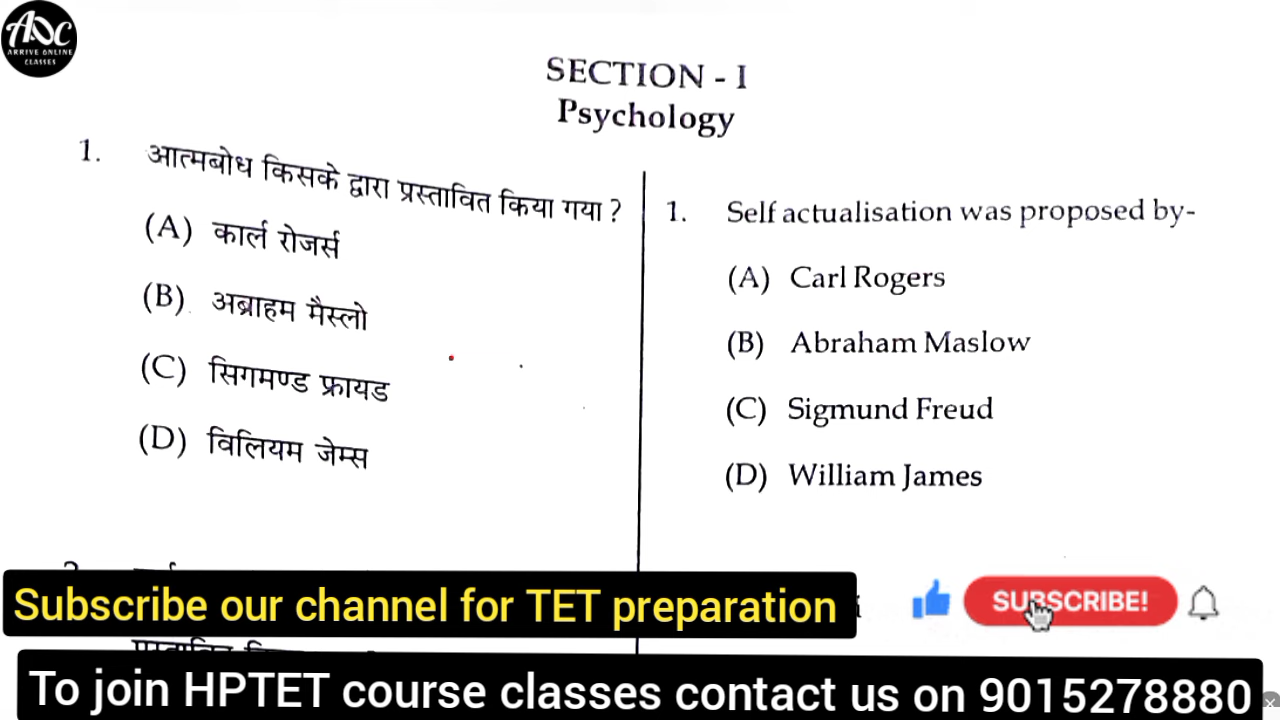 ARRIVE ONLINE
CLASSES
SECTION - I
Psychology
1. आत्मबोध किसके द्वारा प्रस्तावित किया गया ?
(A) कार्ल रोजर्स
(B) अब्राहम मैस्लो
(C) सिगमण्ड फ्रायड
(D) विलियम जेम्स
1. Self actualisation was proposed by-
(A) Carl Rogers
(B) Abraham Maslow
(C) Sigmund Freud
(D) William James
Subscribe our channel for TET preparation
SUBSCRIBE!
To join HPTET course classes contact us on 9015278880